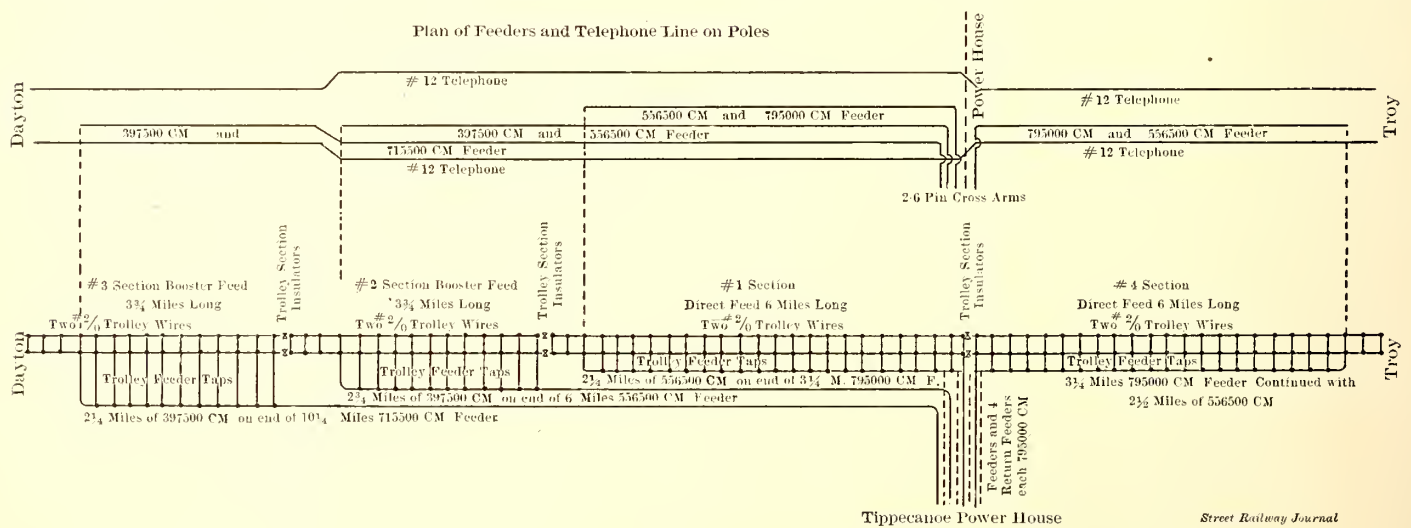 Plan of Feeders and Telephone Line on Poles
Power House
Dayton
Troy
#12 Telephone
#12 Telephone
556500 CM and 795000 CM Feeder
397500 CM and
397500 CM and 556500 CM Feeder
795000 CM and 556500 CM Feeder
715500 CM Feeder
#12 Telephone
#12 Telephone
2-6 Pin Cross Arms
Trolley Section
Insulators
Trolley Section
Insulators
Trolley Section
Insulators
#3 Section Booster Feed
3¾ Miles Long
Two #2/0 Trolley Wires
#2 Section Booster Feed
3¾ Miles Long
Two #2/0 Trolley Wires
#1 Section
Direct Feed 6 Miles Long
Two #2/0 Trolley Wires
#4 Section
Direct Feed 6 Miles Long
Two #2/0 Trolley Wires
Dayton
Troy
Trolley Feeder Taps
Trolley Feeder Taps
Trolley Feeder Taps
Trolley Feeder Taps
2¼ Miles of 556500 CM on end of 3¼ M. 795000 CM F.
3¼ Miles 795000 CM Feeder Continued with
2½ Miles of 556500 CM
2¾ Miles of 397500 CM on end of 6 Miles 556500 CM Feeder
2¼ Miles of 397500 CM on end of 10¼ Miles 715500 CM Feeder
Feeders and 4
Return Feeders
each 795000 CM
Tippecanoe Power House
Street Railway Journal